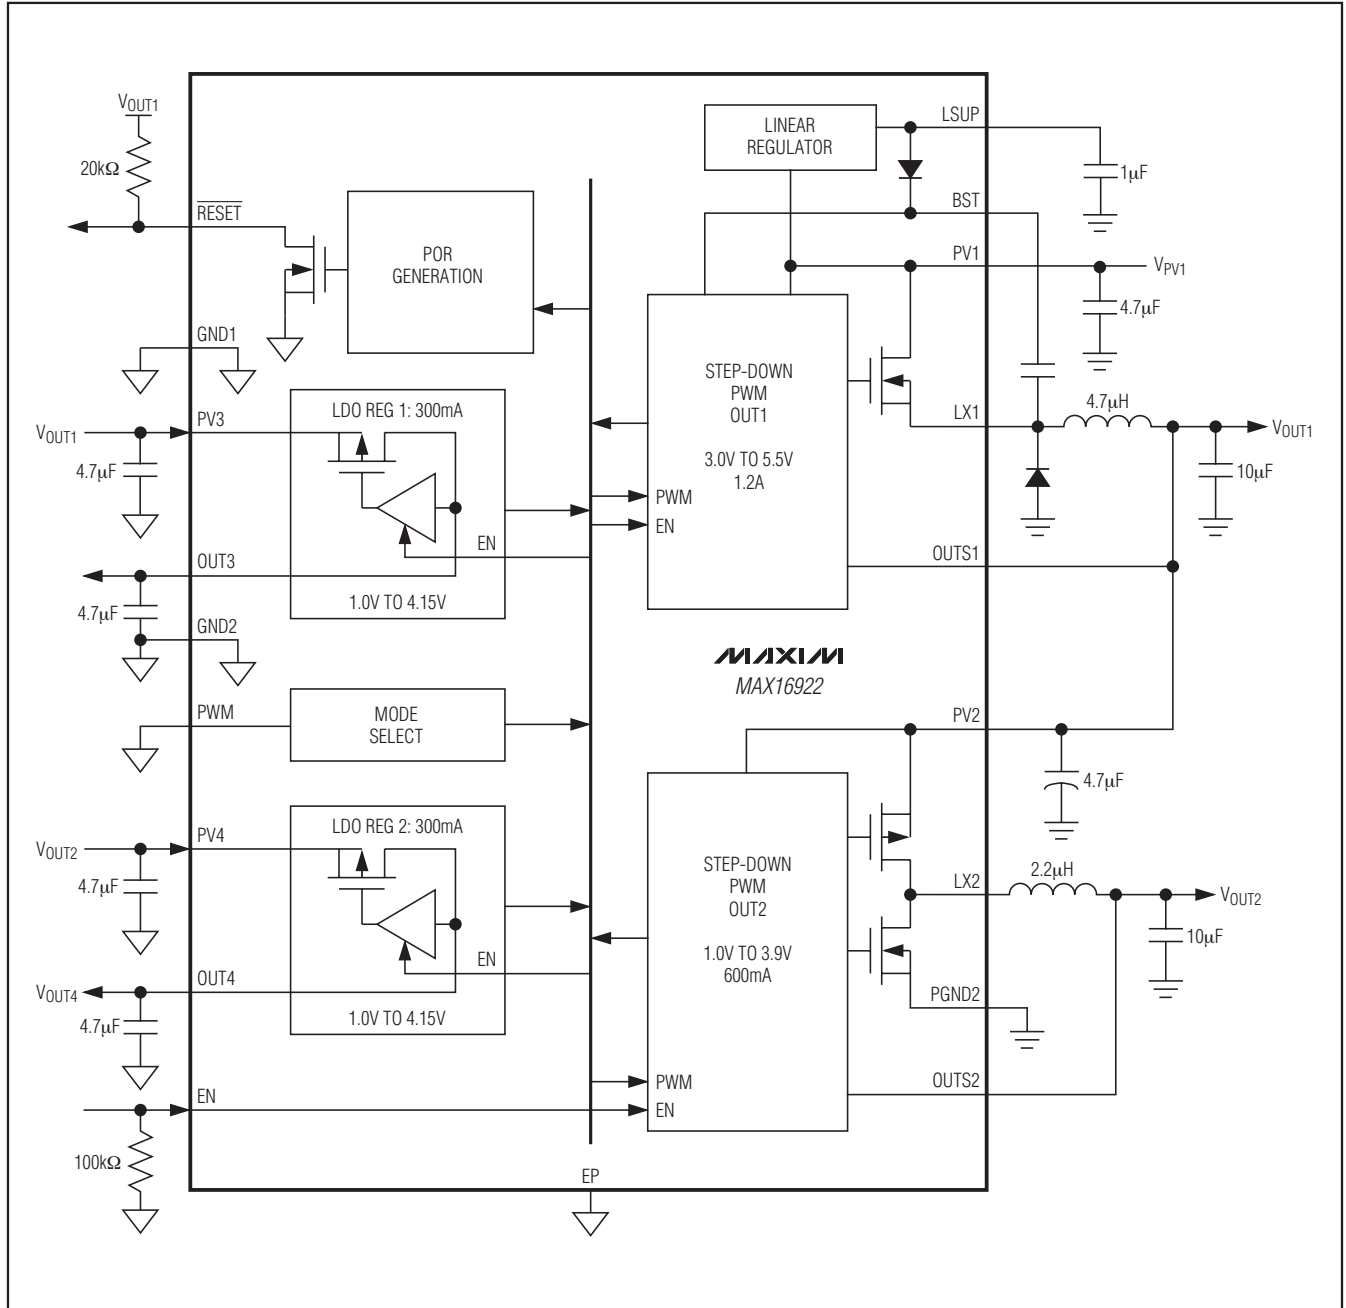 VOUT1
20kΩ
RESET
POR
GENERATION
GND1
VOUT1
PV3
4.7µF
LDO REG 1: 300mA
EN
OUT3
1.0V TO 4.15V
4.7µF
GND2
PWM
MODE
SELECT
VOUT2
PV4
4.7µF
LDO REG 2: 300mA
EN
VOUT4
OUT4
1.0V TO 4.15V
4.7µF
EN
100kΩ
EP
LINEAR
REGULATOR
LSUP
1µF
BST
PV1
VPV1
4.7µF
STEP-DOWN
PWM
OUT1
3.0V TO 5.5V
1.2A
PWM
EN
LX1
4.7µH
VOUT1
10µF
OUTS1
MAXIM
MAX16922
PV2
4.7µF
STEP-DOWN
PWM
OUT2
1.0V TO 3.9V
600mA
PWM
EN
LX2
2.2µH
VOUT2
10µF
PGND2
OUTS2